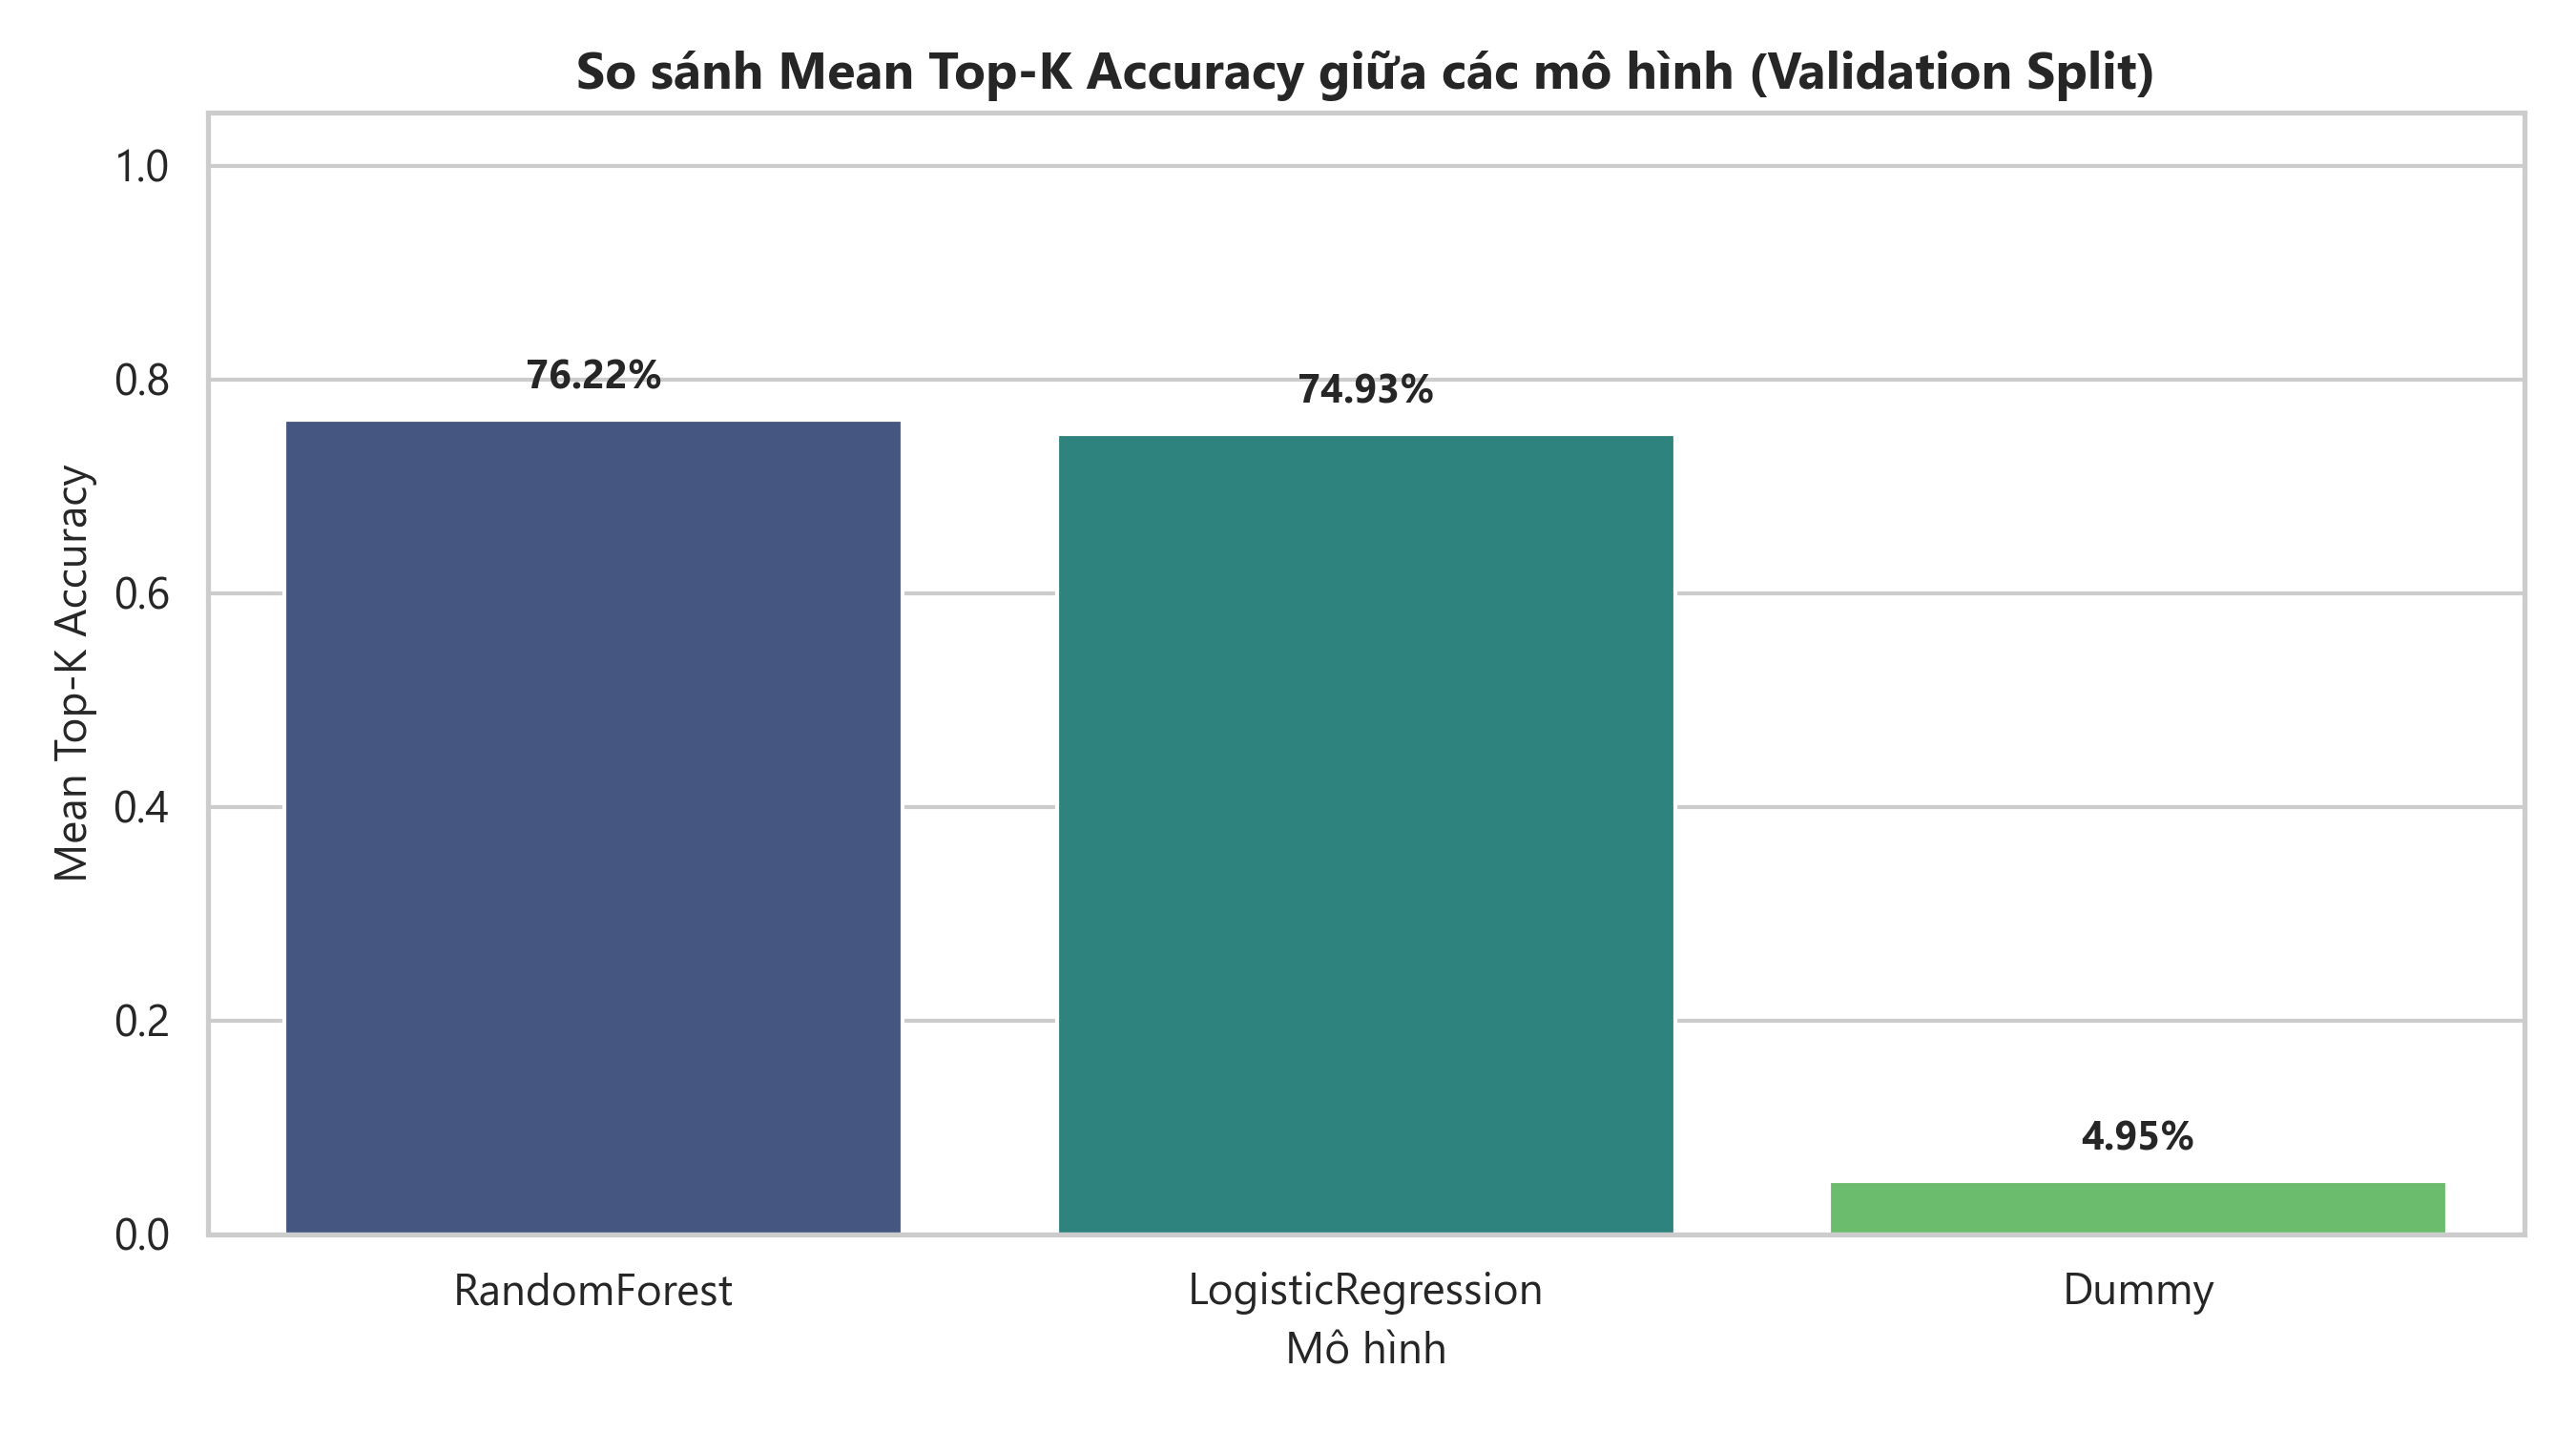 So sánh Mean Top-K Accuracy giữa các mô hình (Validation Split)
Mean Top-K Accuracy
1.0
0.8
0.6
0.4
0.2
0.0
76.22%
74.93%
4.95%
RandomForest
LogisticRegression
Dummy
Mô hình